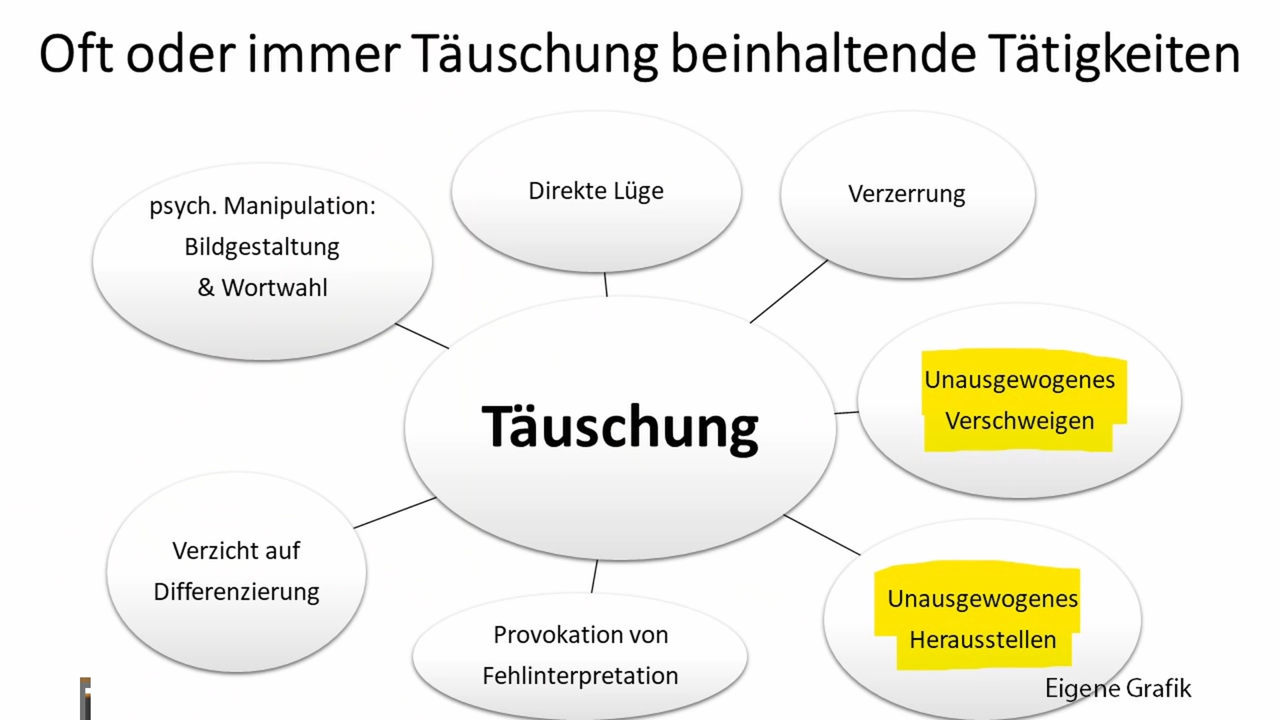 Oft oder immer Täuschung beinhaltende Tätigkeiten
psych. Manipulation:
Bildgestaltung
& Wortwahl
Direkte Lüge
Verzerrung
Täuschung
Unausgewogenes
Verschweigen
Verzicht auf
Differenzierung
Provokation von
Fehlinterpretation
Unausgewogenes
Herausstellen
Eigene Grafik